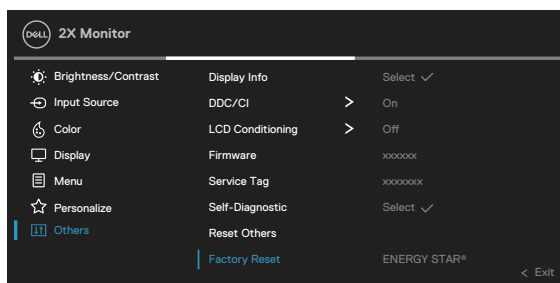 DELL 2X Monitor
Brightness/Contrast Display Info Select ✓
Input Source DDC/CI > On
Color LCD Conditioning > Off
Display Firmware xxxxxx
Menu Service Tag xxxxxxx
Personalize Self-Diagnostic Select ✓
Others Reset Others
Factory Reset ENERGY STAR®
< Exit